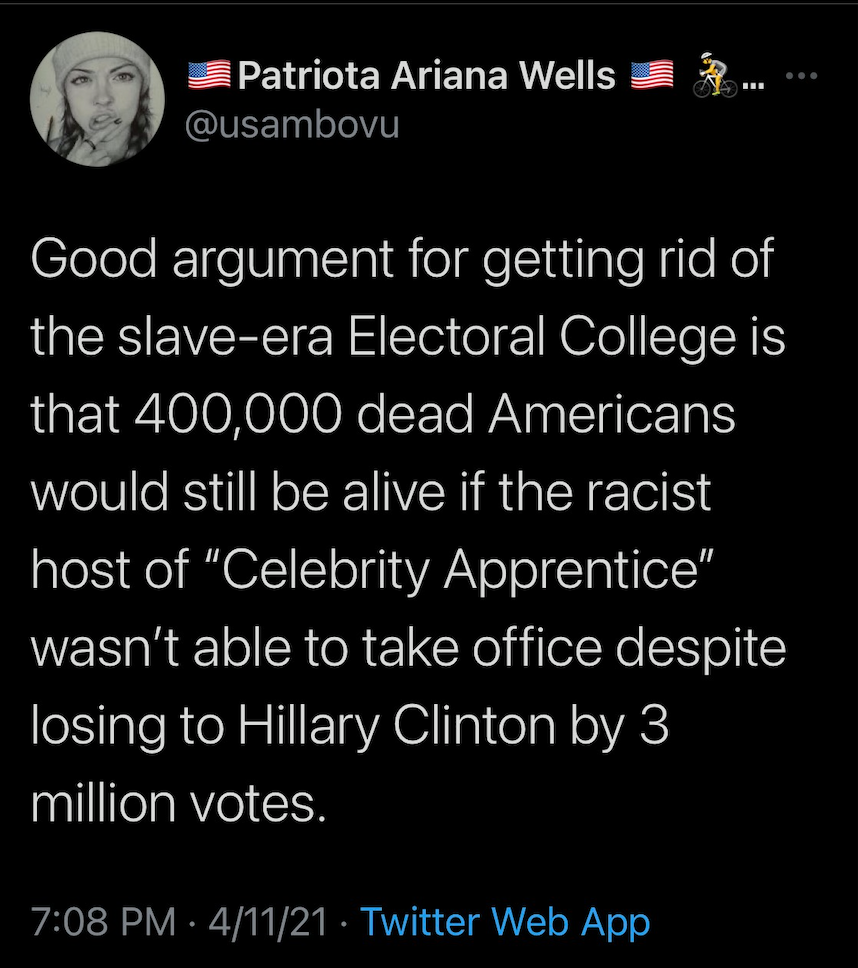 🇺🇸Patriota Ariana Wells 🇺🇸 🚴... ...
@usambovu
Good argument for getting rid of
the slave-era Electoral College is
that 400,000 dead Americans
would still be alive if the racist
host of “Celebrity Apprentice”
wasn’t able to take office despite
losing to Hillary Clinton by 3
million votes.
7:08 PM · 4/11/21 · Twitter Web App